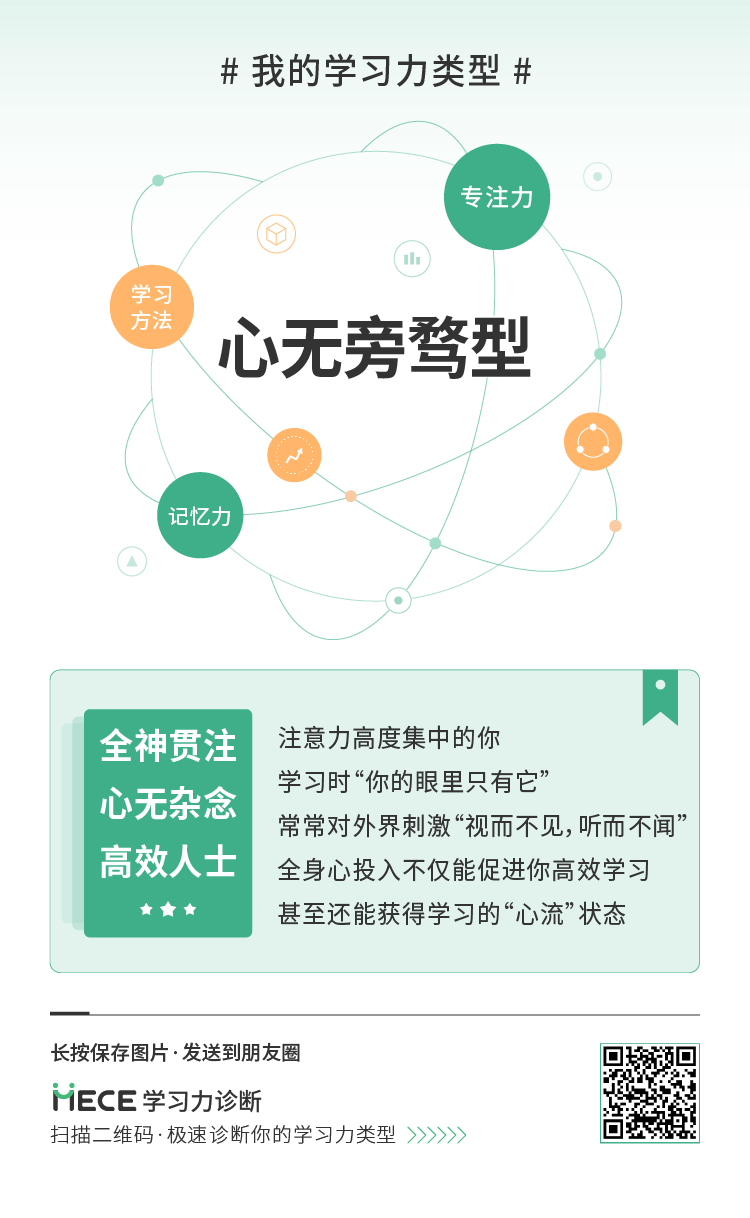 # 我的学习力类型 #
专注力
学习
方法
心无旁骛型
记忆力
全神贯注
心无杂念
高效人士
注意力高度集中的你
学习时“你的眼里只有它”
常常对外界刺激“视而不见，听而不闻”
全身心投入不仅能促进你高效学习
甚至还能获得学习的“心流”状态
长按保存图片·发送到朋友圈
MECE 学习力诊断
扫描二维码·极速诊断你的学习力类型